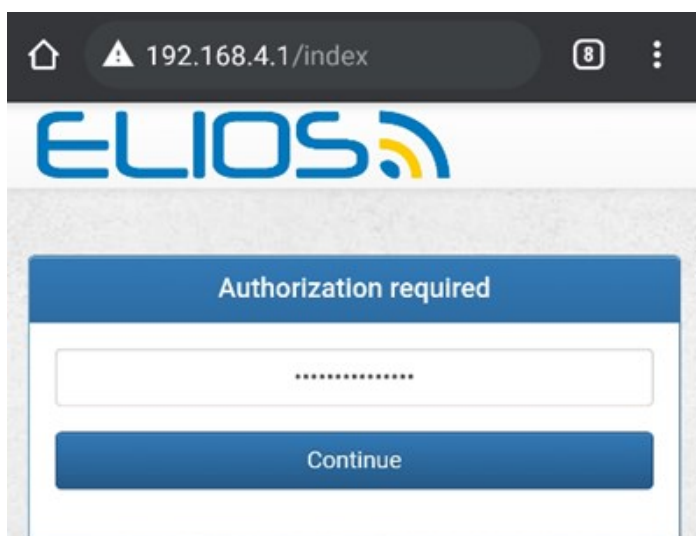 192.168.4.1/index
8
ELIOS
Authorization required
•••••••••••••••
Continue